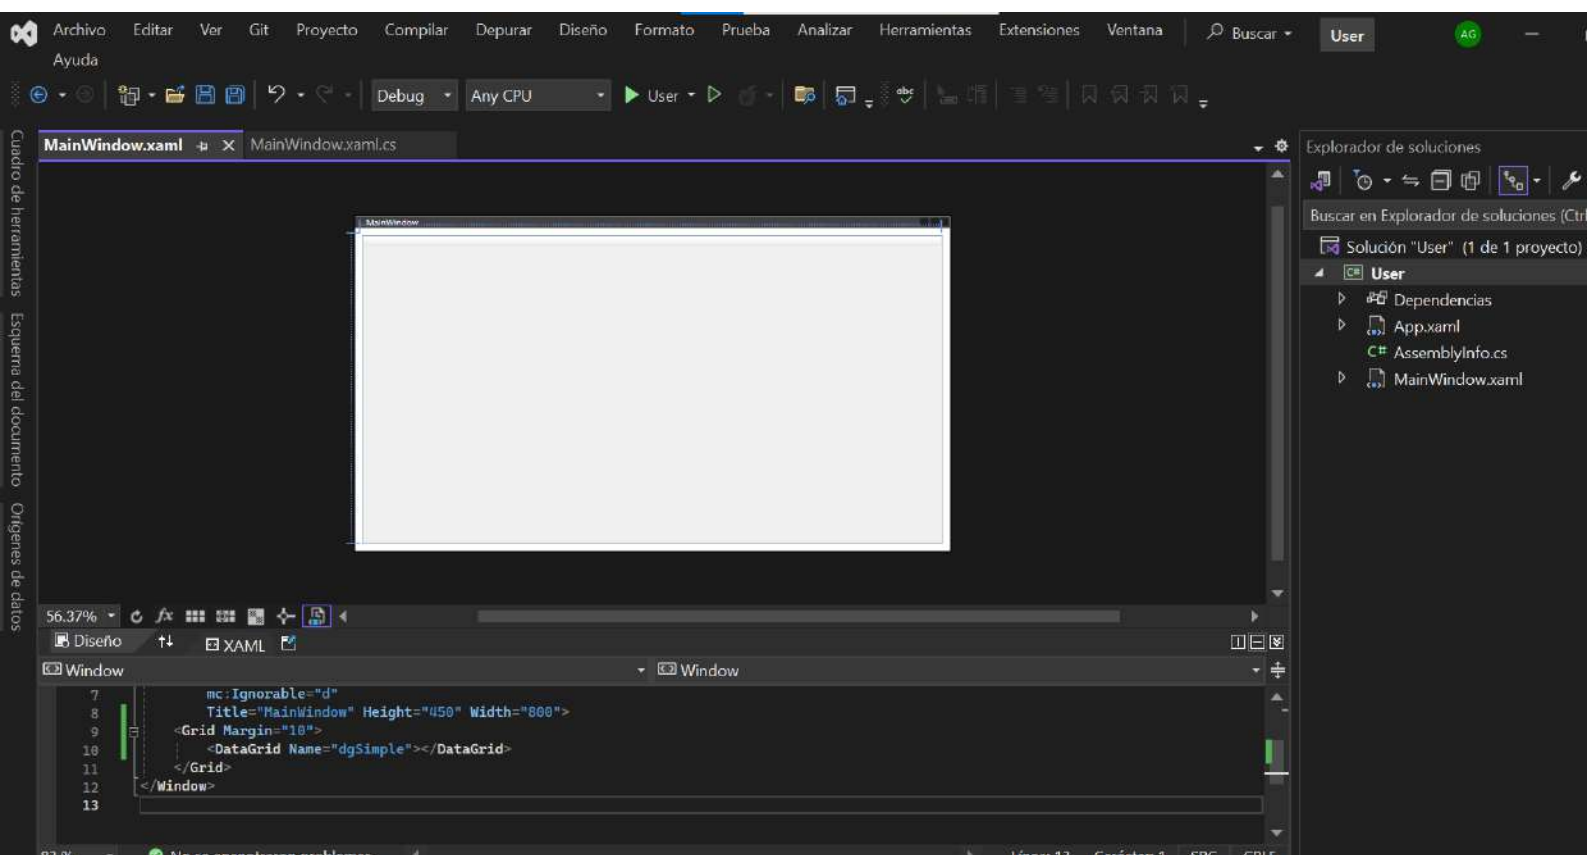 Archivo Editar Ver Git Proyecto Compilar Depurar Diseño Formato Prueba Analizar Herramientas Extensiones Ventana Buscar User AG
Ayuda
Debug Any CPU User abc
MainWindow.xaml MainWindow.xaml.cs
Explorador de soluciones
Buscar en Explorador de soluciones (Ctrl
Solución "User" (1 de 1 proyecto)
C# User
Dependencias
App.xaml
C# AssemblyInfo.cs
MainWindow.xaml
Cuadro de herramientas
Esquema del documento
Orígenes de datos
MainWindow
56.37% fx
Diseño XAML
Window Window
7 mc:Ignorable="d"
8 Title="MainWindow" Height="450" Width="800">
9 <Grid Margin="10">
10 <DataGrid Name="dgSimple"></DataGrid>
11 </Grid>
12 </Window>
13